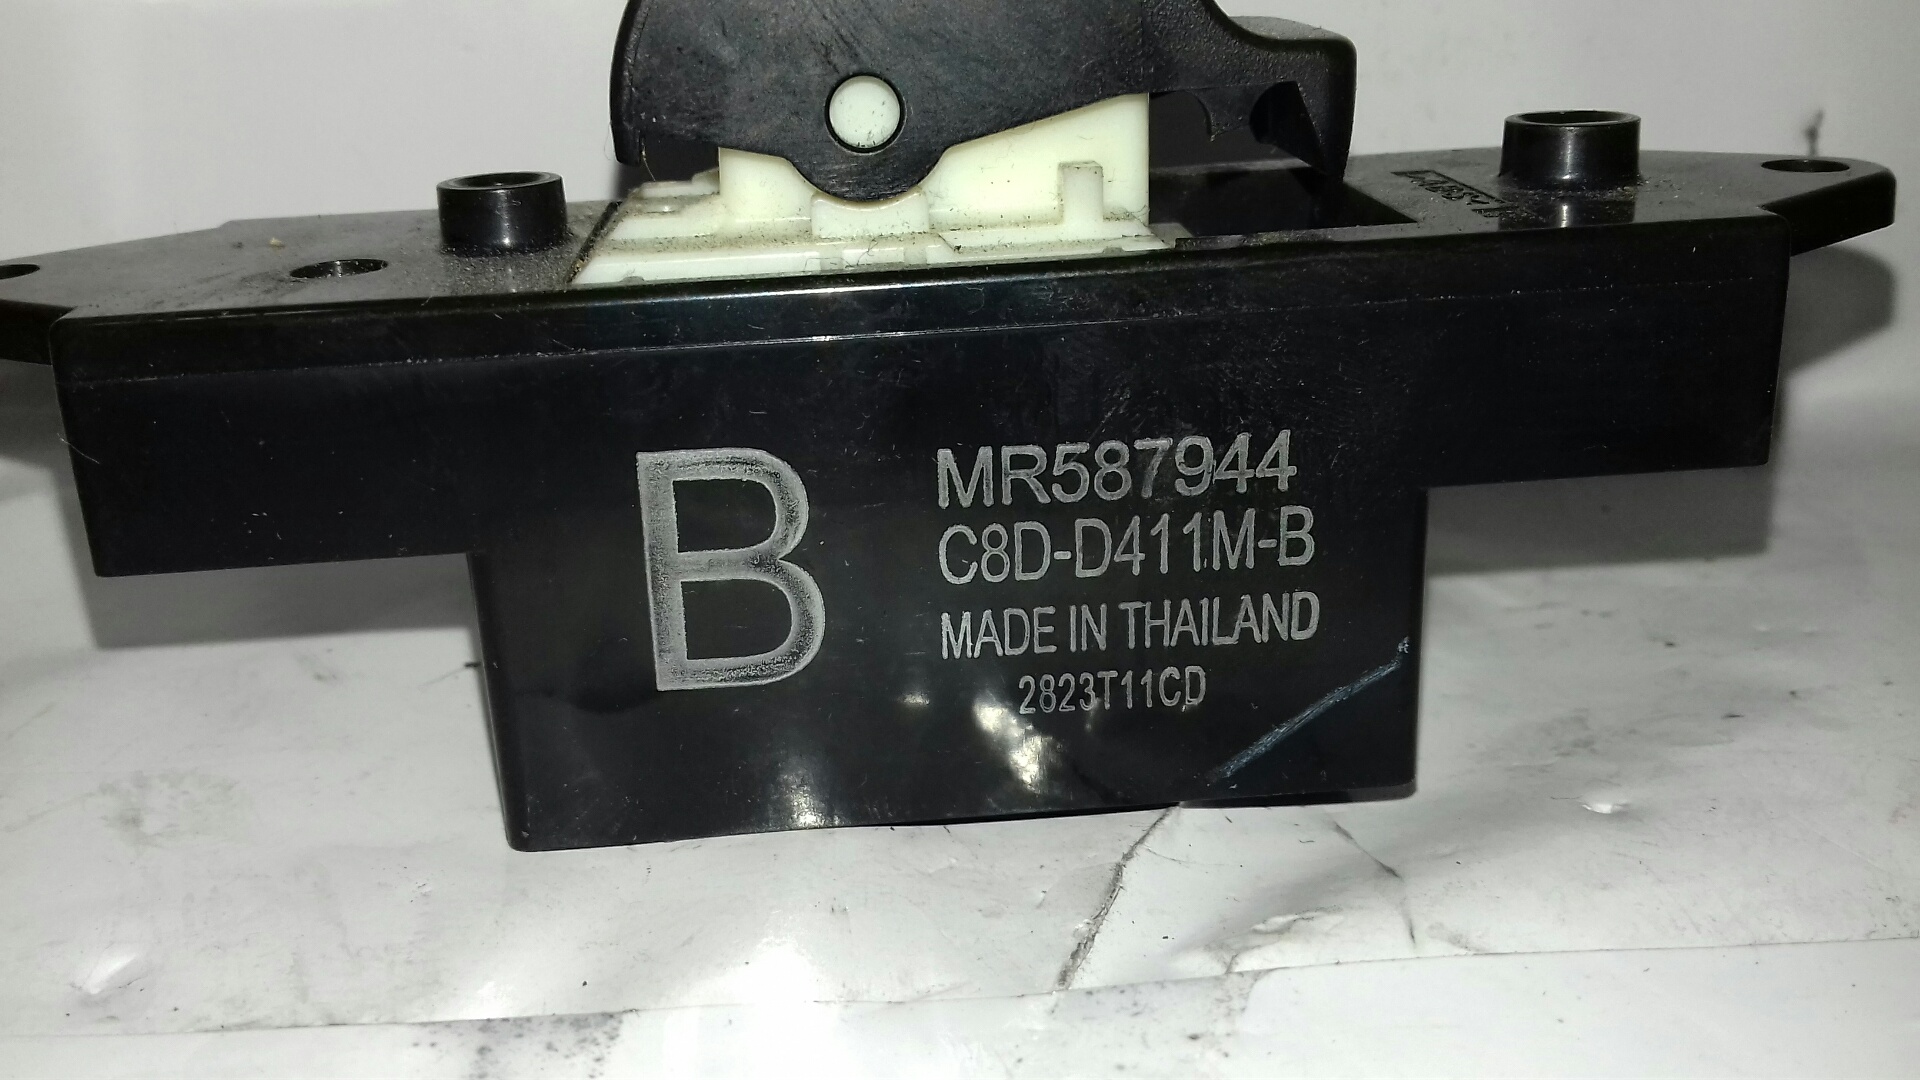 B
MR587944
C8D-D411M-B
MADE IN THAILAND
2823T11CD